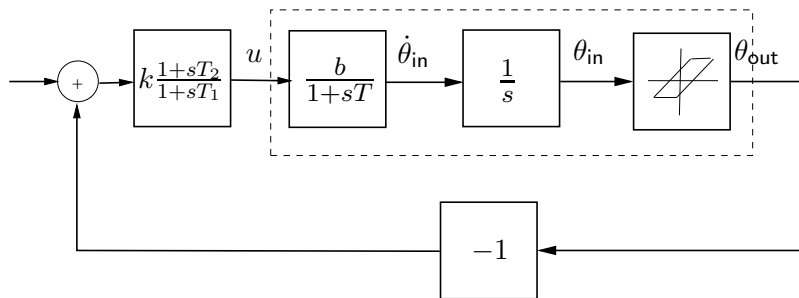 +
k 1+sT₂ / 1+sT₁
u
b / 1+sT
θ̇in
1 / s
θin
θout
−1